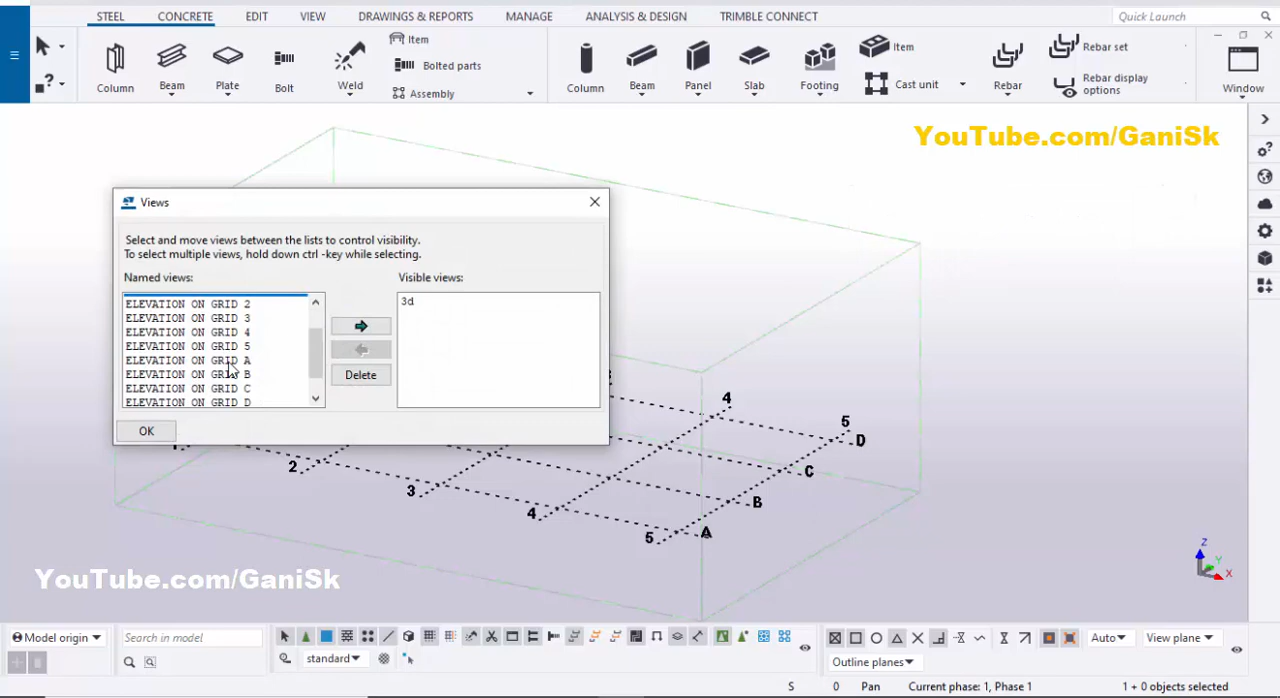 STEEL CONCRETE EDIT VIEW DRAWINGS & REPORTS MANAGE ANALYSIS & DESIGN TRIMBLE CONNECT Quick Launch
Item Item Rebar set
Bolted parts Rebar display options
Column Beam Plate Bolt Weld Assembly Column Beam Panel Slab Footing Cast unit Rebar Window
YouTube.com/GaniSk
Views
Select and move views between the lists to control visibility.
To select multiple views, hold down ctrl -key while selecting.
Named views: Visible views:
ELEVATION ON GRID 2
ELEVATION ON GRID 3
ELEVATION ON GRID 4
ELEVATION ON GRID 5
ELEVATION ON GRID A
ELEVATION ON GRID B
ELEVATION ON GRID C
ELEVATION ON GRID D
3d
Delete
OK
4
5
D
2
C
3
B
4
5
A
Z
Y
X
YouTube.com/GaniSk
Model origin Search in model Auto View plane
standard Outline planes
S 0 Pan Current phase: 1, Phase 1 1 + 0 objects selected